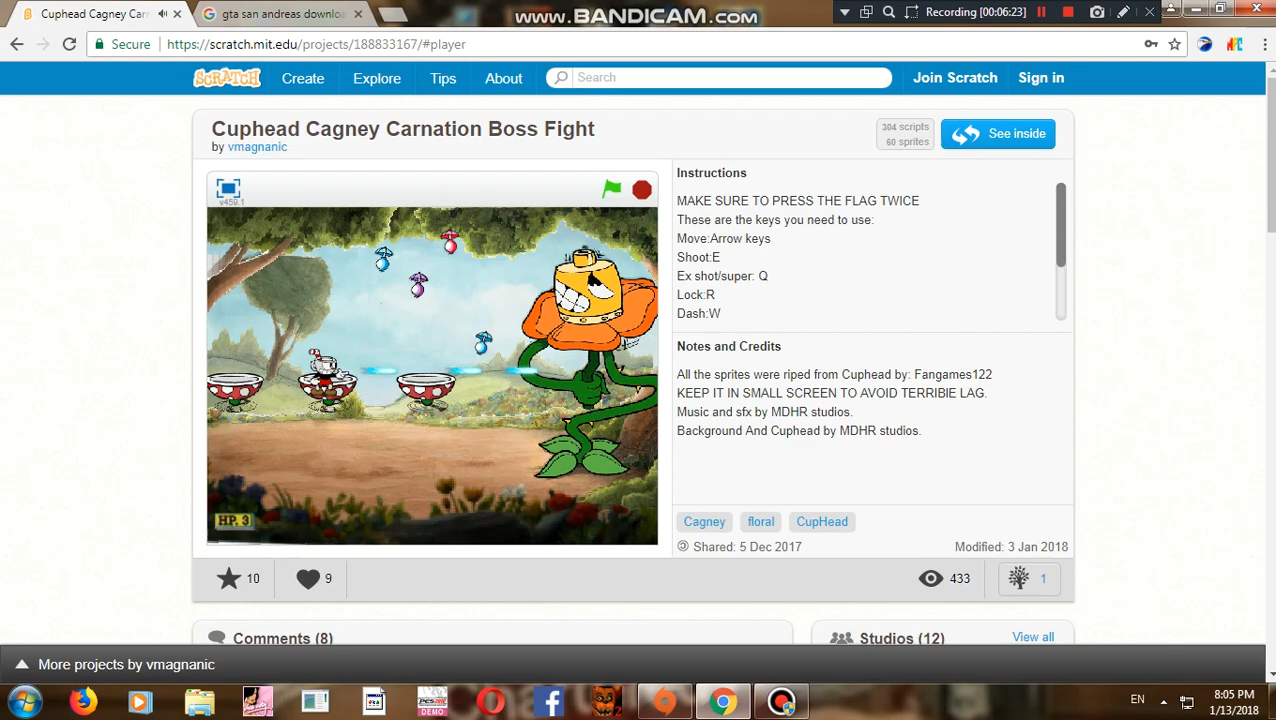 Cuphead Cagney Carn
gta san andreas downloa
www.BANDICAM.com
Recording [00:06:23]
Secure
https://scratch.mit.edu/projects/188833167/#player
SCRATCH
Create
Explore
Tips
About
Search
Join Scratch
Sign in
Cuphead Cagney Carnation Boss Fight
by vmagnanic
304 scripts
60 sprites
See inside
v459.1
Instructions
MAKE SURE TO PRESS THE FLAG TWICE
These are the keys you need to use:
Move:Arrow keys
Shoot:E
Ex shot/super: Q
Lock:R
Dash:W
Notes and Credits
All the sprites were riped from Cuphead by: Fangames122
KEEP IT IN SMALL SCREEN TO AVOID TERRIBIE LAG.
Music and sfx by MDHR studios.
Background And Cuphead by MDHR studios.
HP. 3
Cagney
floral
CupHead
Shared: 5 Dec 2017
Modified: 3 Jan 2018
10
9
433
1
Comments (8)
Studios (12)
View all
More projects by vmagnanic
DEMO
EN
8:05 PM
1/13/2018